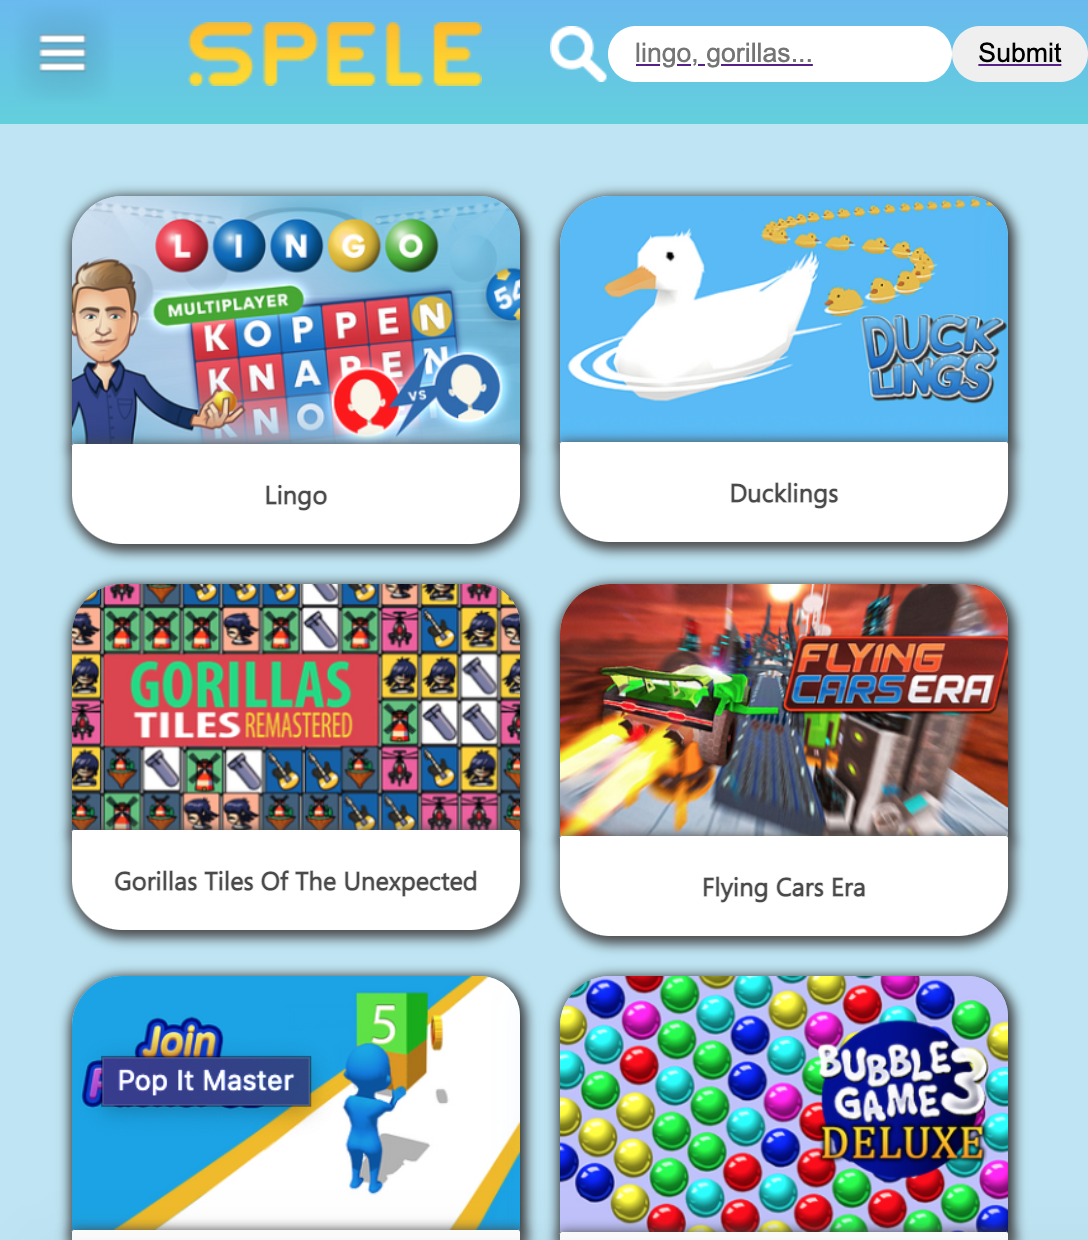 .SPELE
lingo, gorillas...
Submit
LINGO
MULTIPLAYER
KOPPEN
KNAPEN
KNO
VS
54
DUCK
LINGS
Lingo
Ducklings
GORILLAS
TILES REMASTERED
FLYING
CARS ERA
Gorillas Tiles Of The Unexpected
Flying Cars Era
Join
Pop It Master
5
BUBBLE
GAME 3
DELUXE